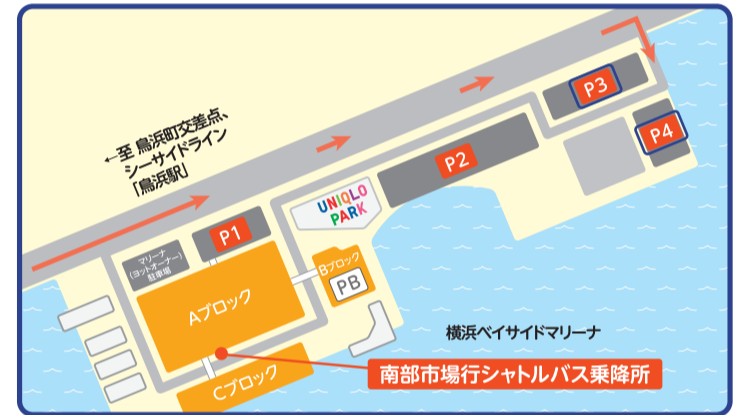 ←至 鳥浜町交差点、
シーサイドライン
「鳥浜駅」
P3
P4
P2
UNIQLO
PARK
P1
マリーナ
(ヨットオーナー)
駐車場
Bブロック
PB
Aブロック
横浜ベイサイドマリーナ
南部市場行シャトルバス乗降所
Cブロック